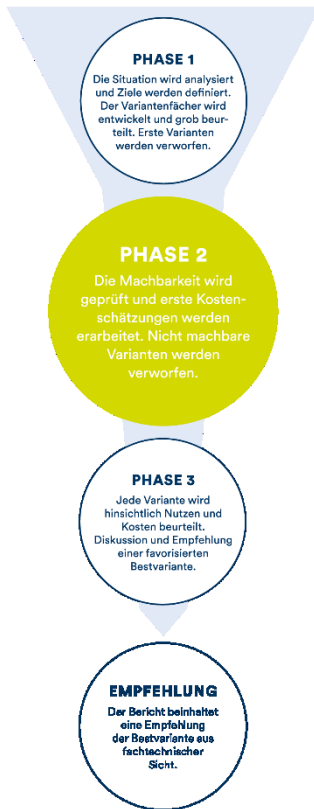 PHASE 1
Die Situation wird analysiert
und Ziele werden definiert.
Der Variantenfächer wird
entwickelt und grob beur-
teilt. Erste Varianten
werden verworfen.
PHASE 2
Die Machbarkeit wird
geprüft und erste Kosten-
schätzungen werden
erarbeitet. Nicht machbare
Varianten werden
verworfen.
PHASE 3
Jede Variante wird
hinsichtlich Nutzen und
Kosten beurteilt.
Diskussion und Empfehlung
einer favorisierten
Bestvariante.
EMPFEHLUNG
Der Bericht beinhaltet
eine Empfehlung
der Bestvariante aus
fachtechnischer
Sicht.